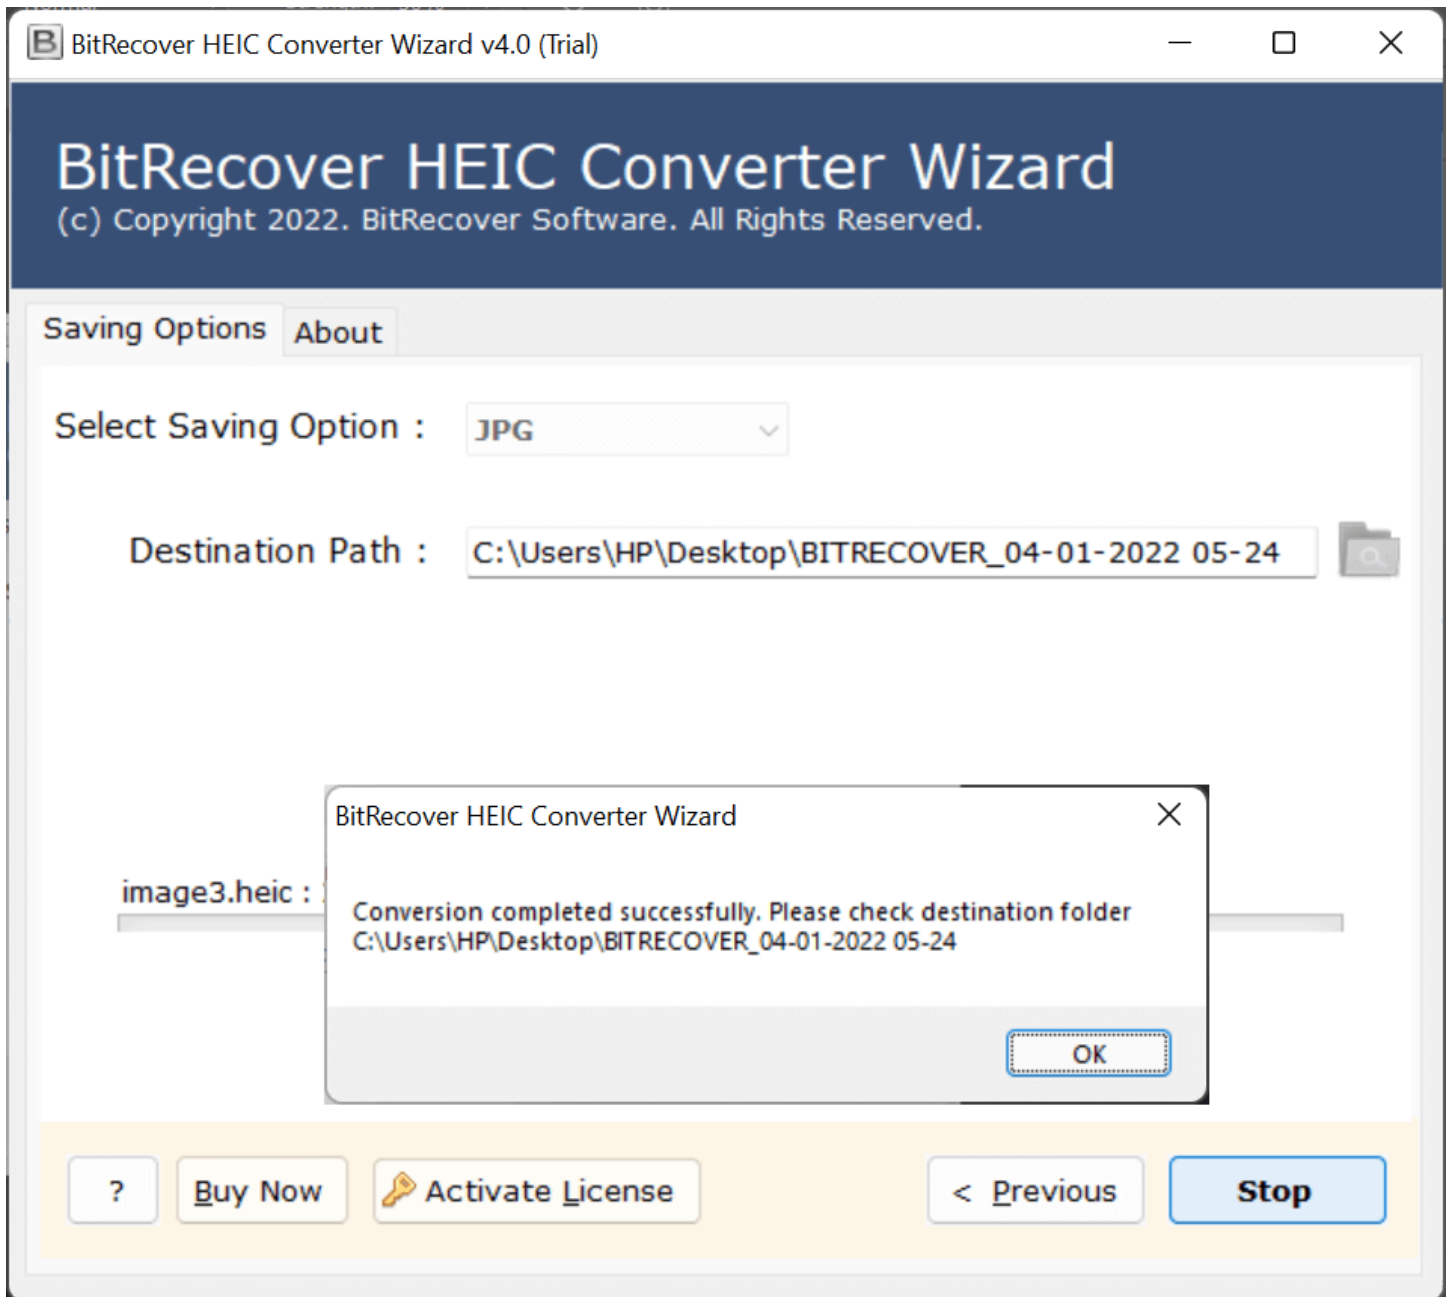 BitRecover HEIC Converter Wizard v4.0 (Trial)
BitRecover HEIC Converter Wizard
(c) Copyright 2022. BitRecover Software. All Rights Reserved.
Saving Options About
Select Saving Option : JPG
Destination Path : C:\Users\HP\Desktop\BITRECOVER_04-01-2022 05-24
BitRecover HEIC Converter Wizard
image3.heic :
Conversion completed successfully. Please check destination folder
C:\Users\HP\Desktop\BITRECOVER_04-01-2022 05-24
OK
? Buy Now Activate License < Previous Stop